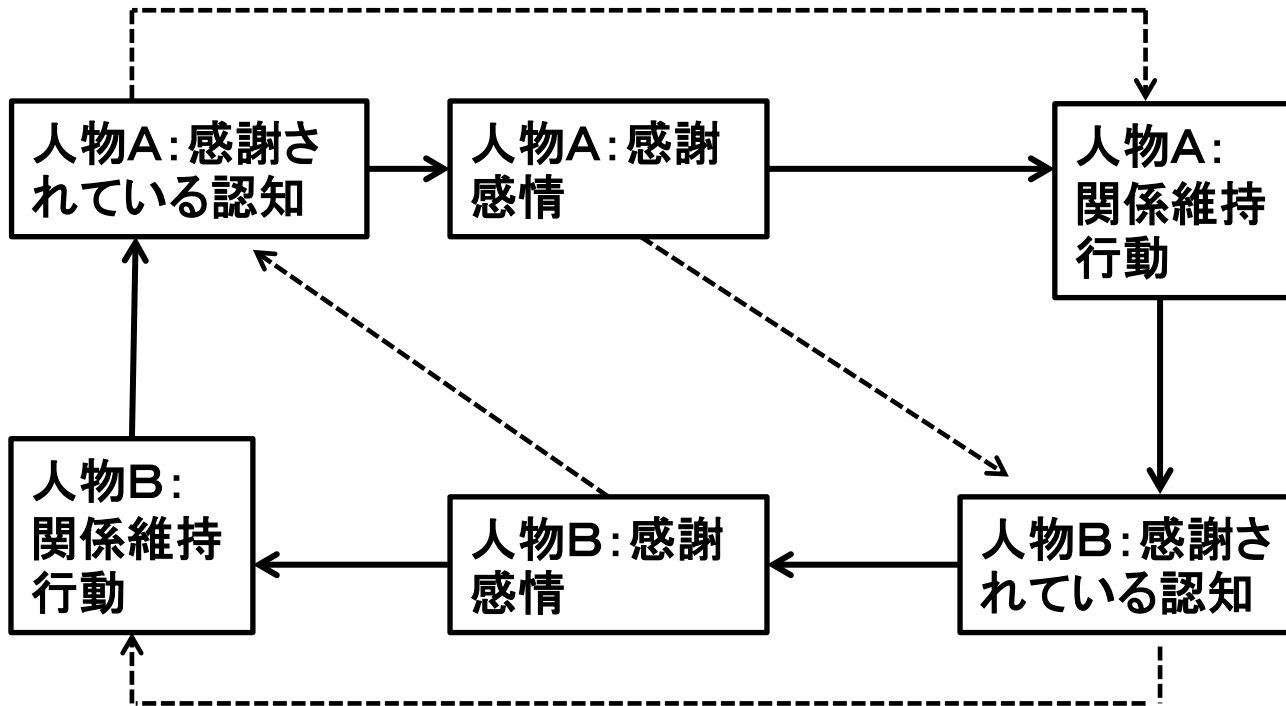 人物A:感謝さ
れている認知
人物A:感謝
感情
人物A:
関係維持
行動
人物B:
関係維持
行動
人物B:感謝
感情
人物B:感謝さ
れている認知